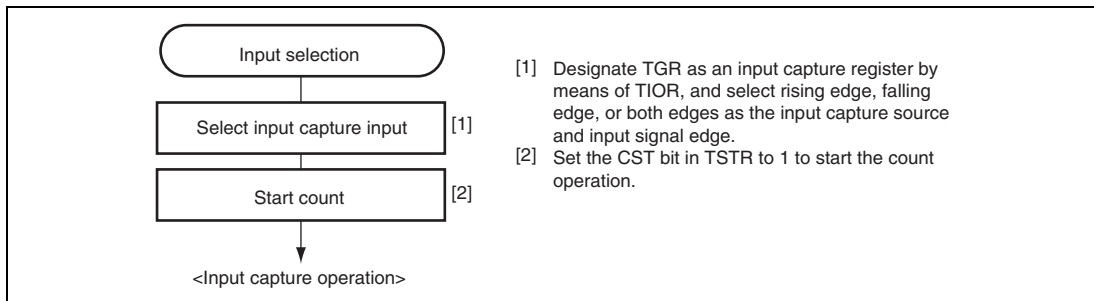 Input selection
Select input capture input
[1]
Start count
[2]
<Input capture operation>
[1] Designate TGR as an input capture register by
means of TIOR, and select rising edge, falling
edge, or both edges as the input capture source
and input signal edge.
[2] Set the CST bit in TSTR to 1 to start the count
operation.